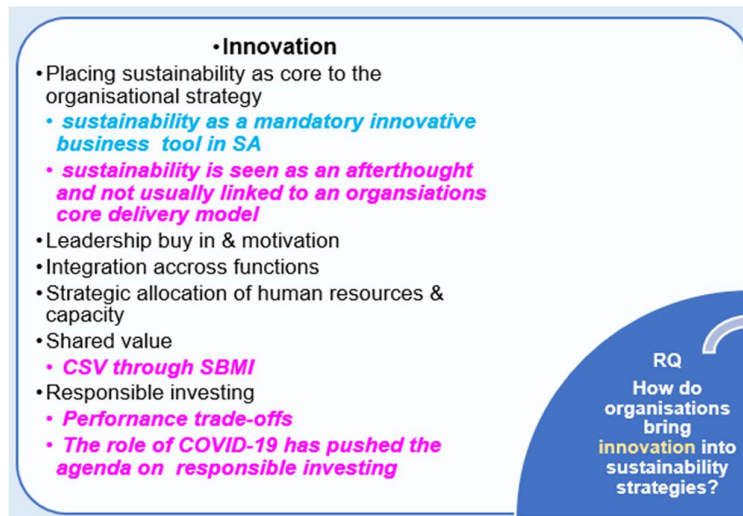 •Innovation
•Placing sustainability as core to the
organisational strategy
• sustainability as a mandatory innovative
business tool in SA
• sustainability is seen as an afterthought
and not usually linked to an organsiations
core delivery model
•Leadership buy in & motivation
•Integration accross functions
•Strategic allocation of human resources &
capacity
•Shared value
• CSV through SBMI
•Responsible investing
• Perfornance trade-offs
• The role of COVID-19 has pushed the
agenda on responsible investing
RQ
How do
organisations
bring
innovation into
sustainability
strategies?